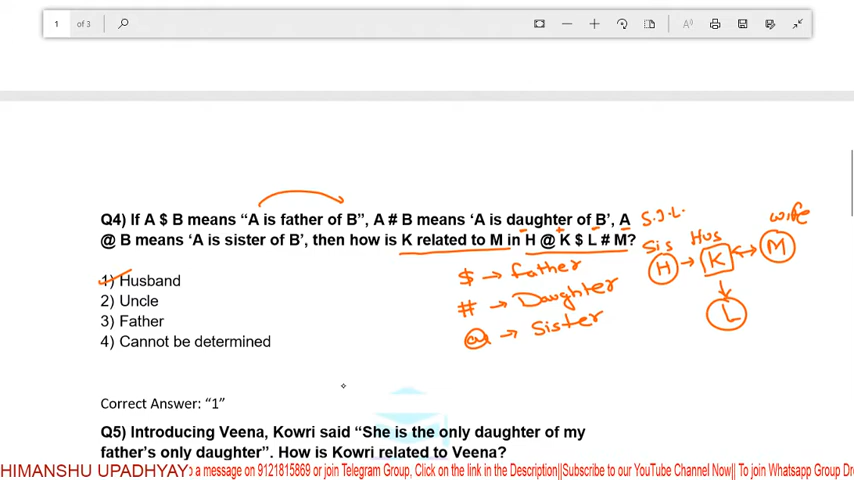 1 of 3
Q4) If A $ B means “A is father of B”, A # B means ‘A is daughter of B’, A
@ B means ‘A is sister of B’, then how is K related to M in H @ K $ L # M?
1) Husband
2) Uncle
3) Father
4) Cannot be determined
S.I.L.
wife
Sis Hus
H K M
L
$ → father
# → Daughter
@ → Sister
Correct Answer: “1”
Q5) Introducing Veena, Kowri said “She is the only daughter of my
father’s only daughter”. How is Kowri related to Veena?
HIMANSHU UPADHYAY o a message on 9121815869 or join Telegram Group, Click on the link in the Description||Subscribe to our YouTube Channel Now|| To join Whatsapp Group Dro